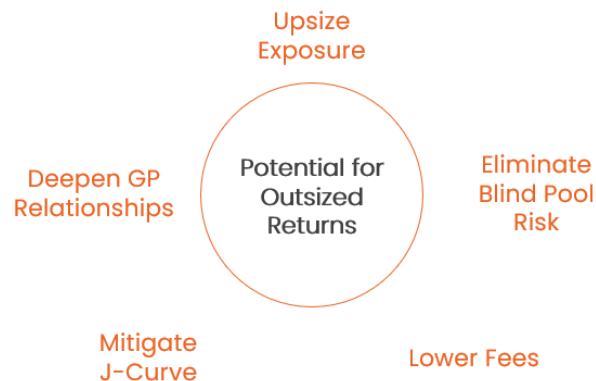 Upsize
Exposure
Deepen GP
Relationships
Potential for
Outsized
Returns
Eliminate
Blind Pool
Risk
Mitigate
J-Curve
Lower Fees